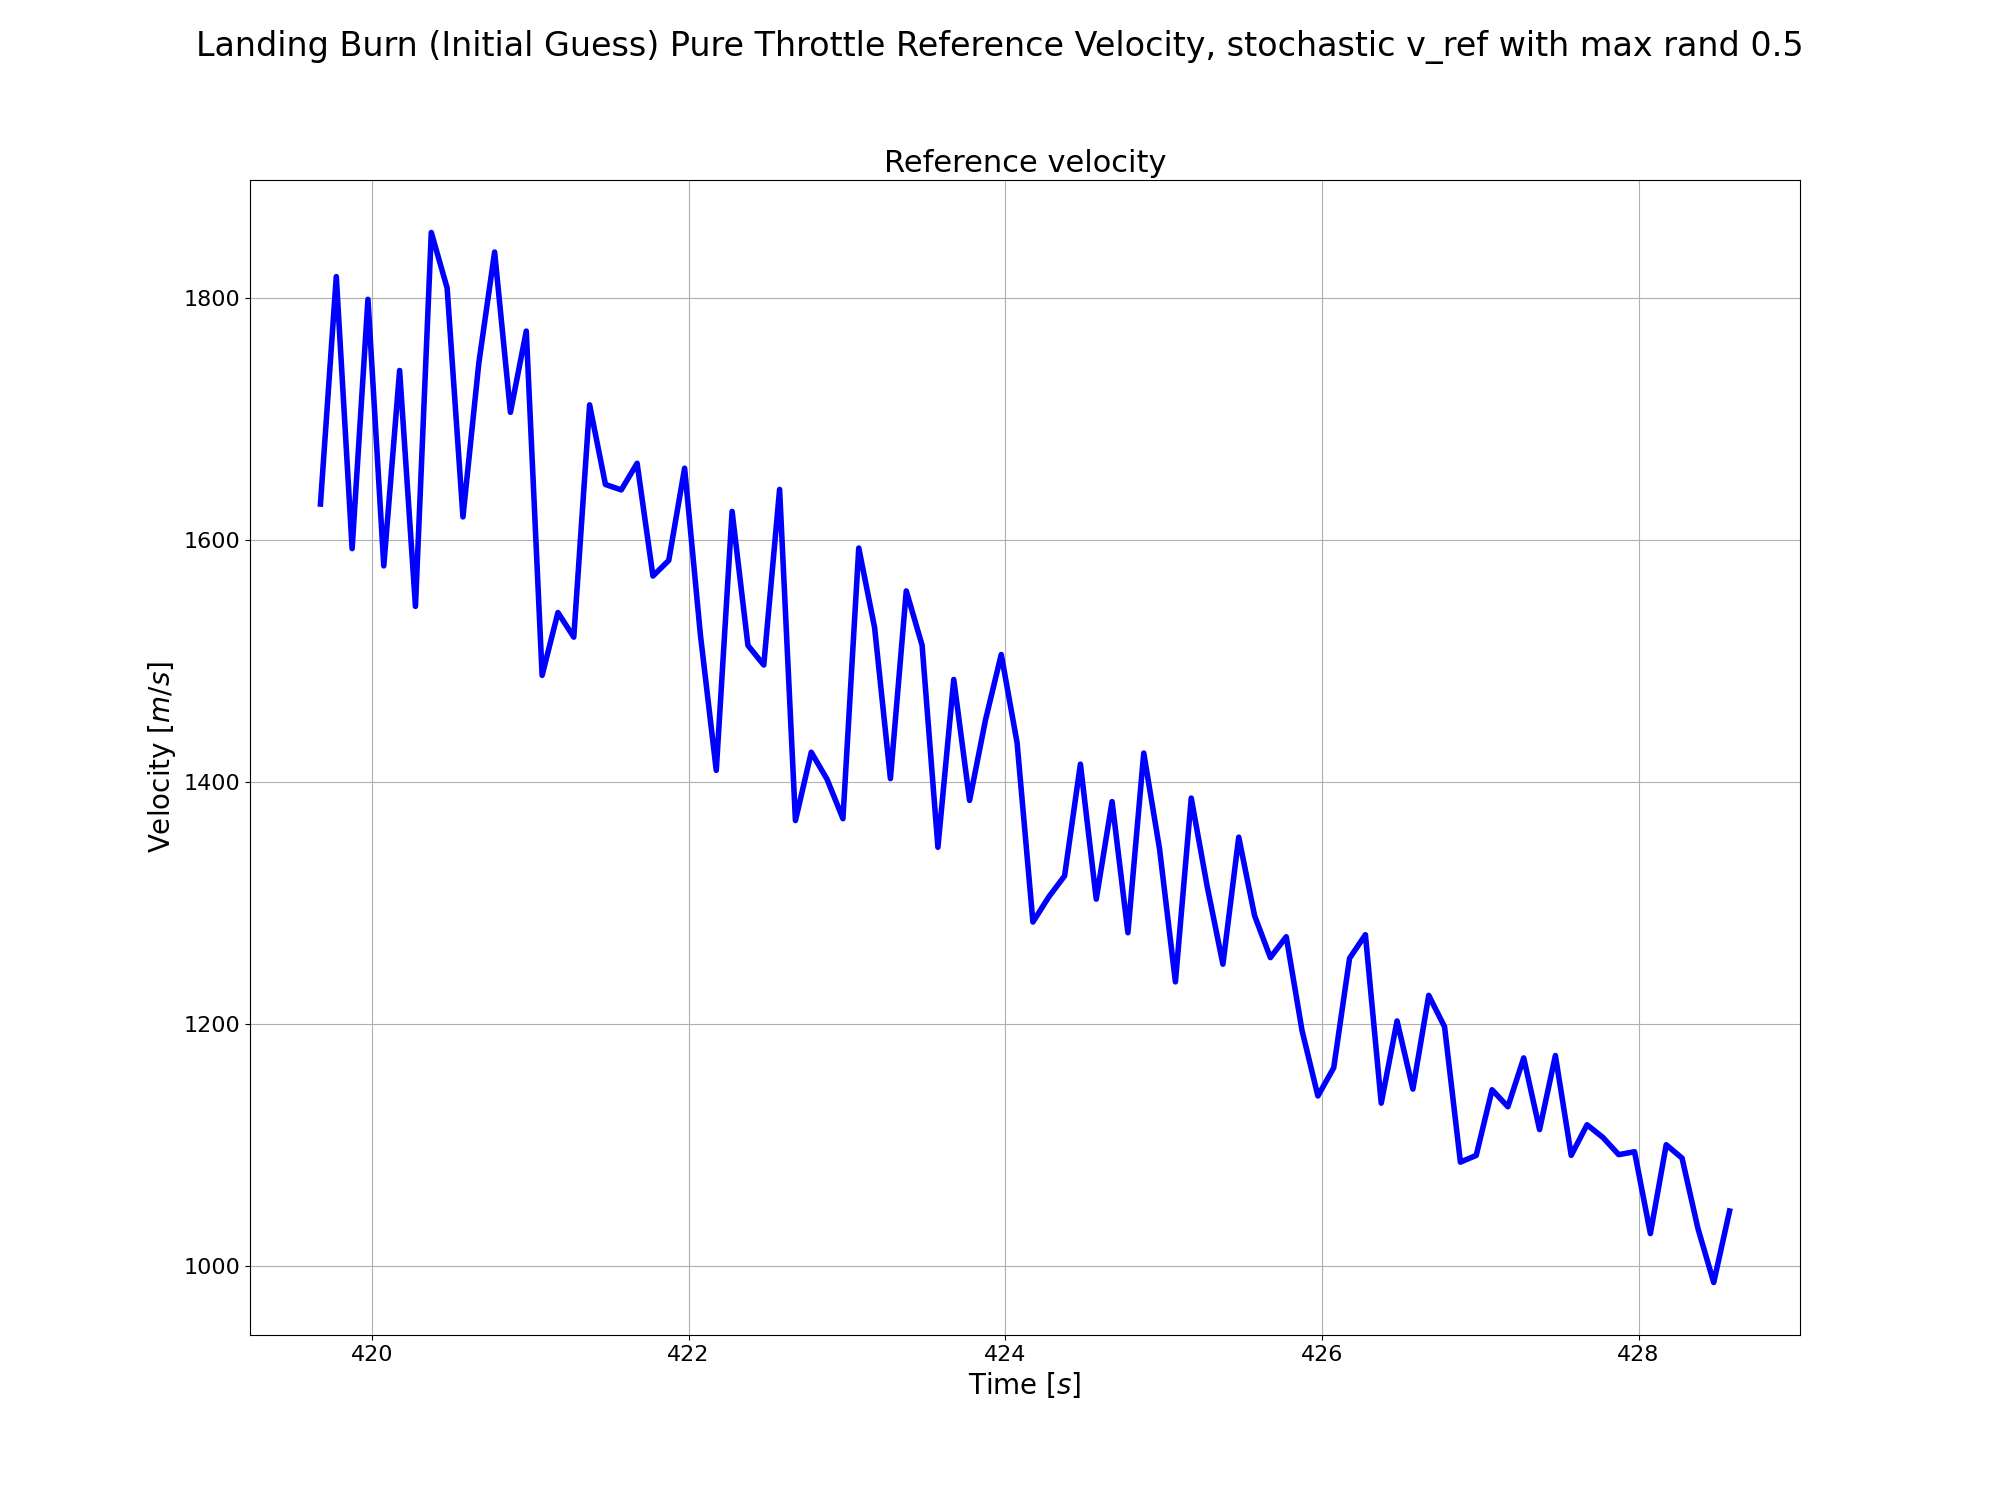 Landing Burn (Initial Guess) Pure Throttle Reference Velocity, stochastic v_ref with max rand 0.5
Reference velocity
Velocity [m/s]
1800
1600
1400
1200
1000
420 422 424 426 428
Time [s]